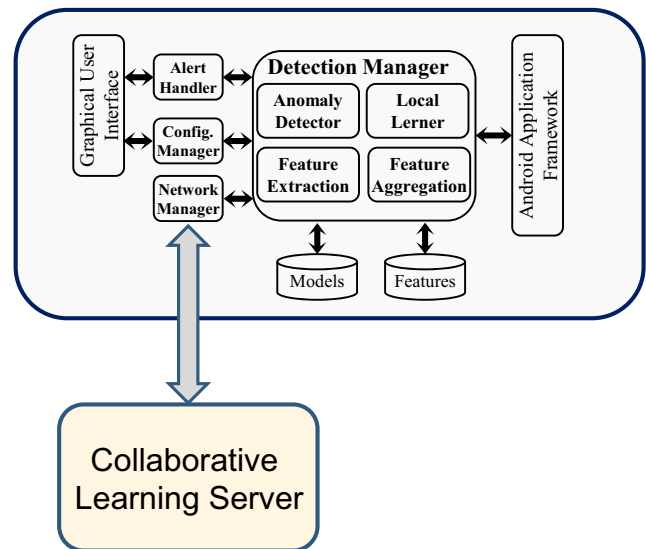 Graphical User
Interface
Alert
Handler
Config.
Manager
Network
Manager
Detection Manager
Anomaly
Detector
Local
Lerner
Feature
Extraction
Feature
Aggregation
Models
Features
Android Application
Framework
Collaborative
Learning Server